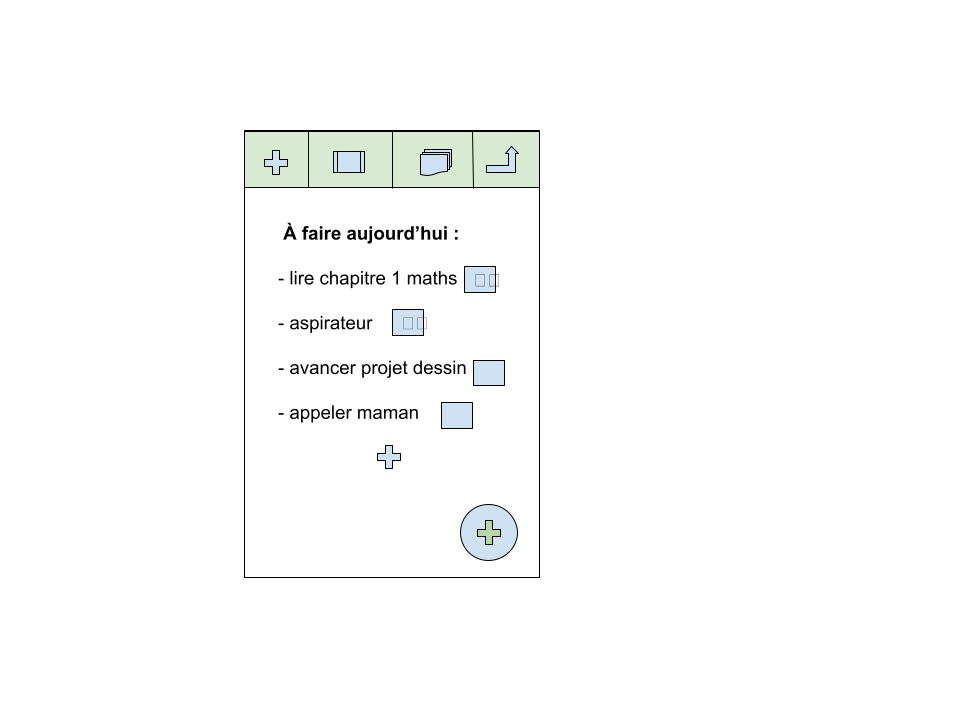 À faire aujourd’hui :
- lire chapitre 1 maths
- aspirateur
- avancer projet dessin
- appeler maman